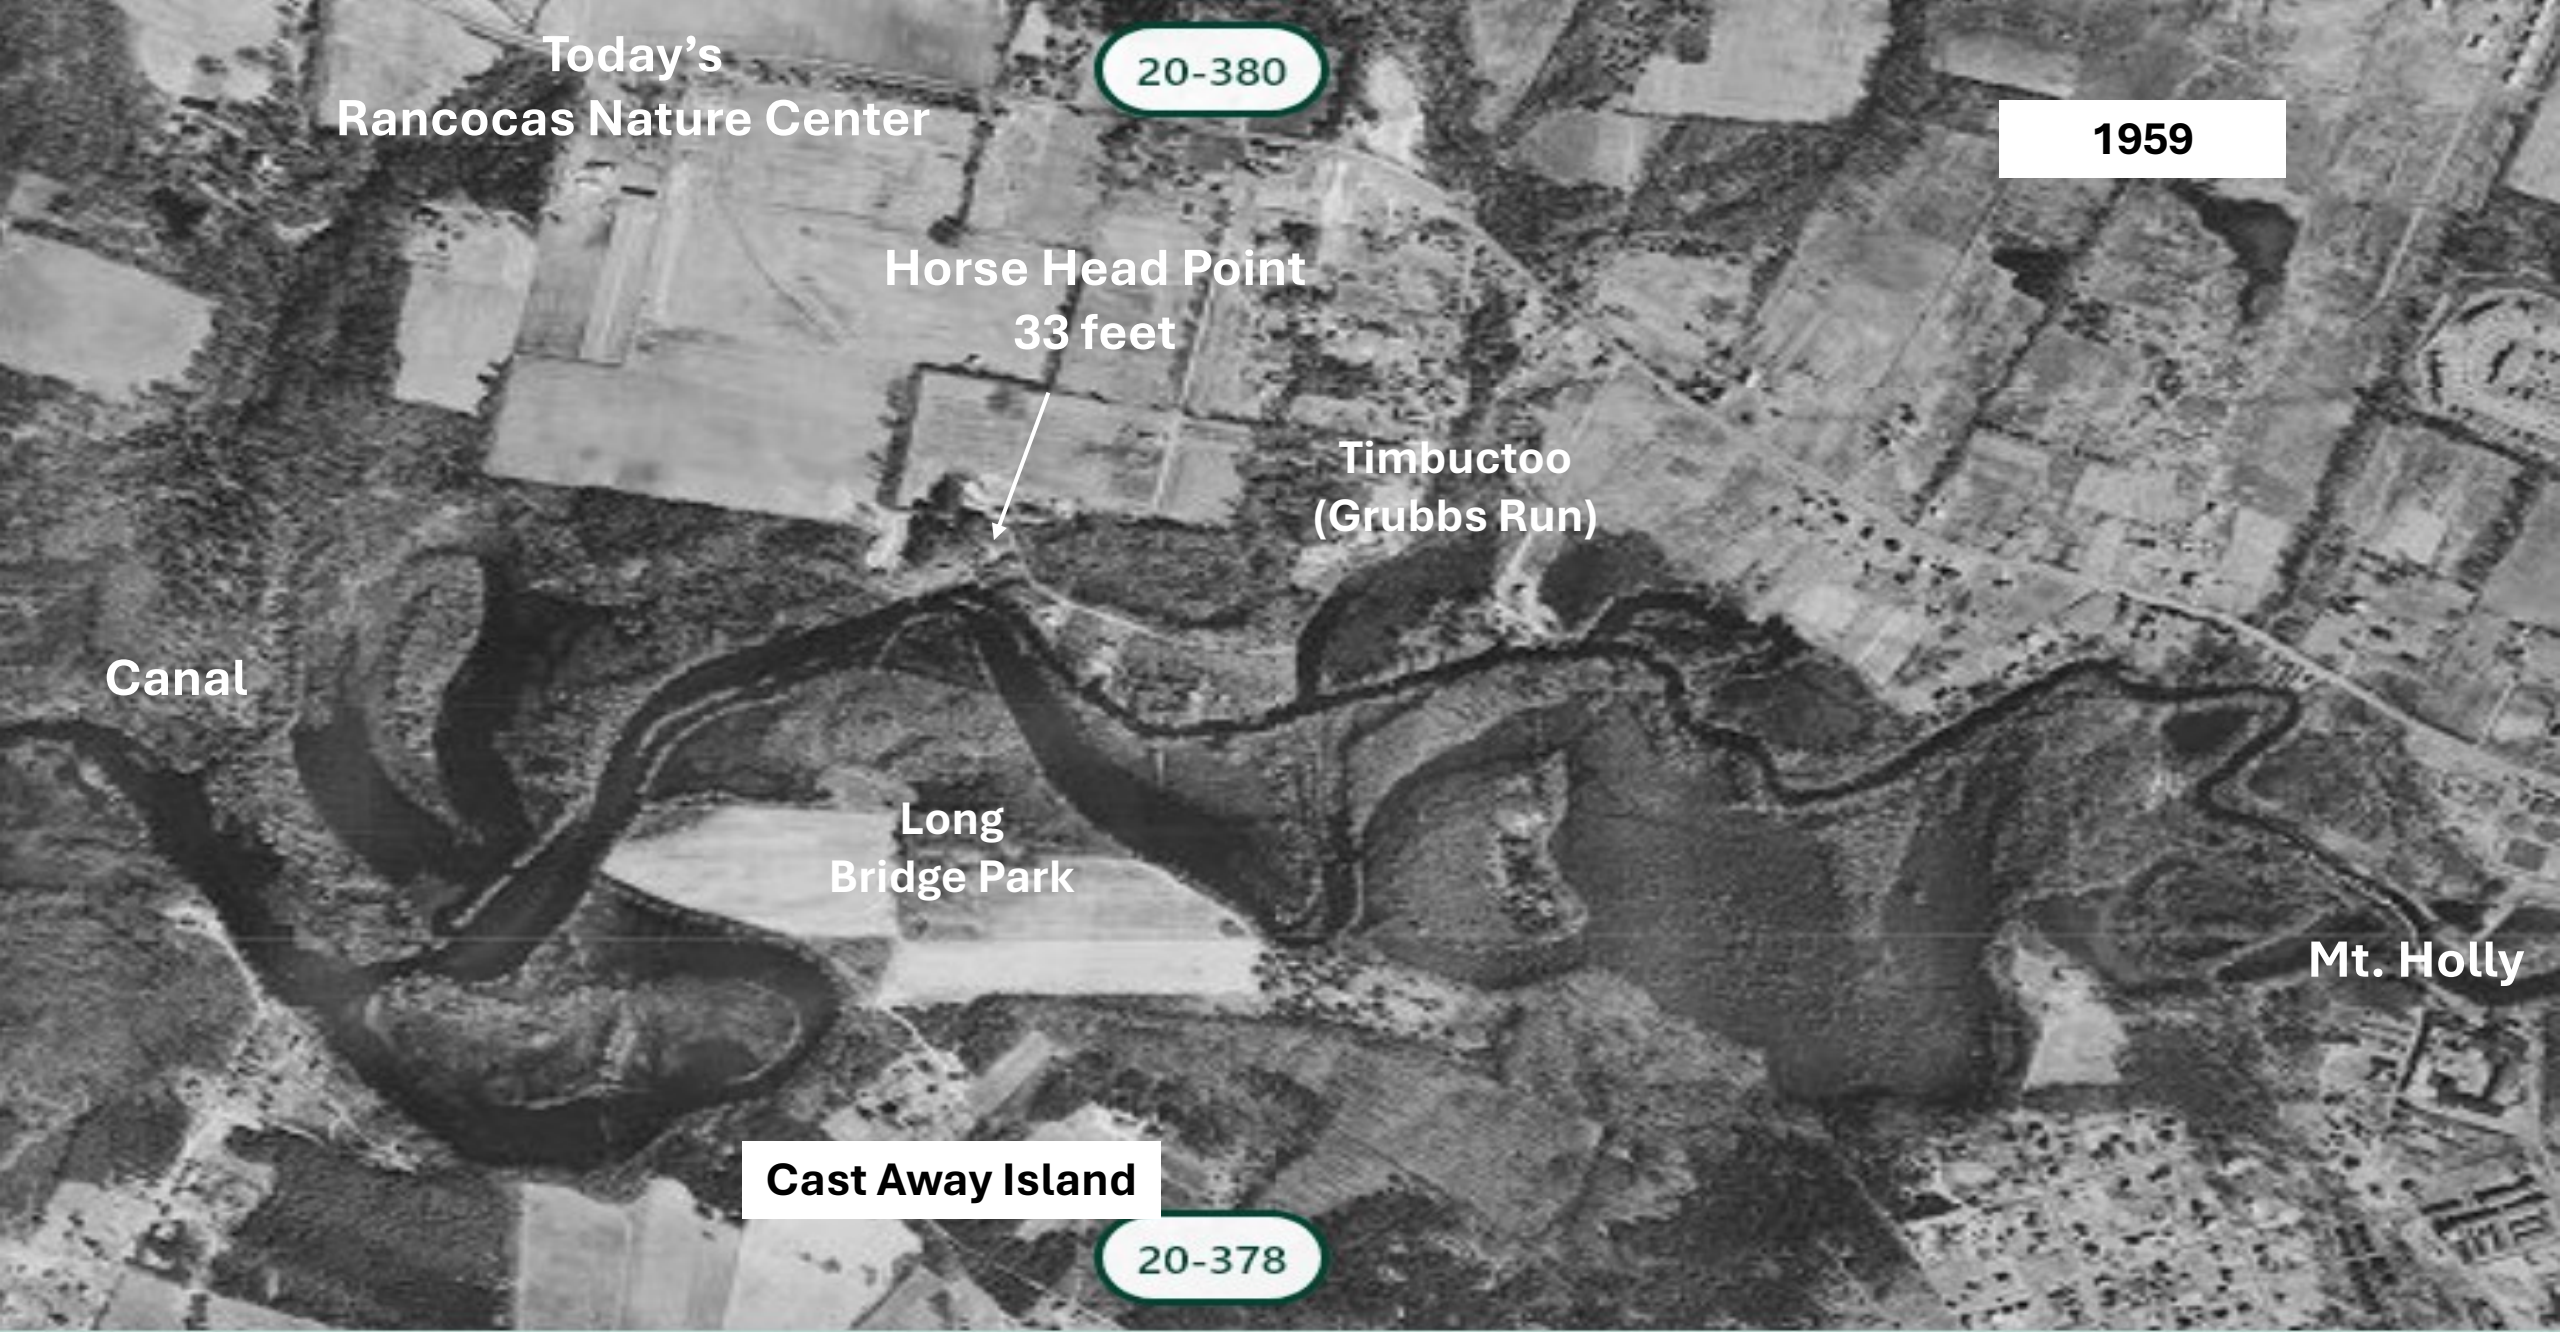 Today’s
Rancocas Nature Center
20-380
1959
Horse Head Point
33 feet
Timbuctoo
(Grubbs Run)
Canal
Long
Bridge Park
Mt. Holly
Cast Away Island
20-378